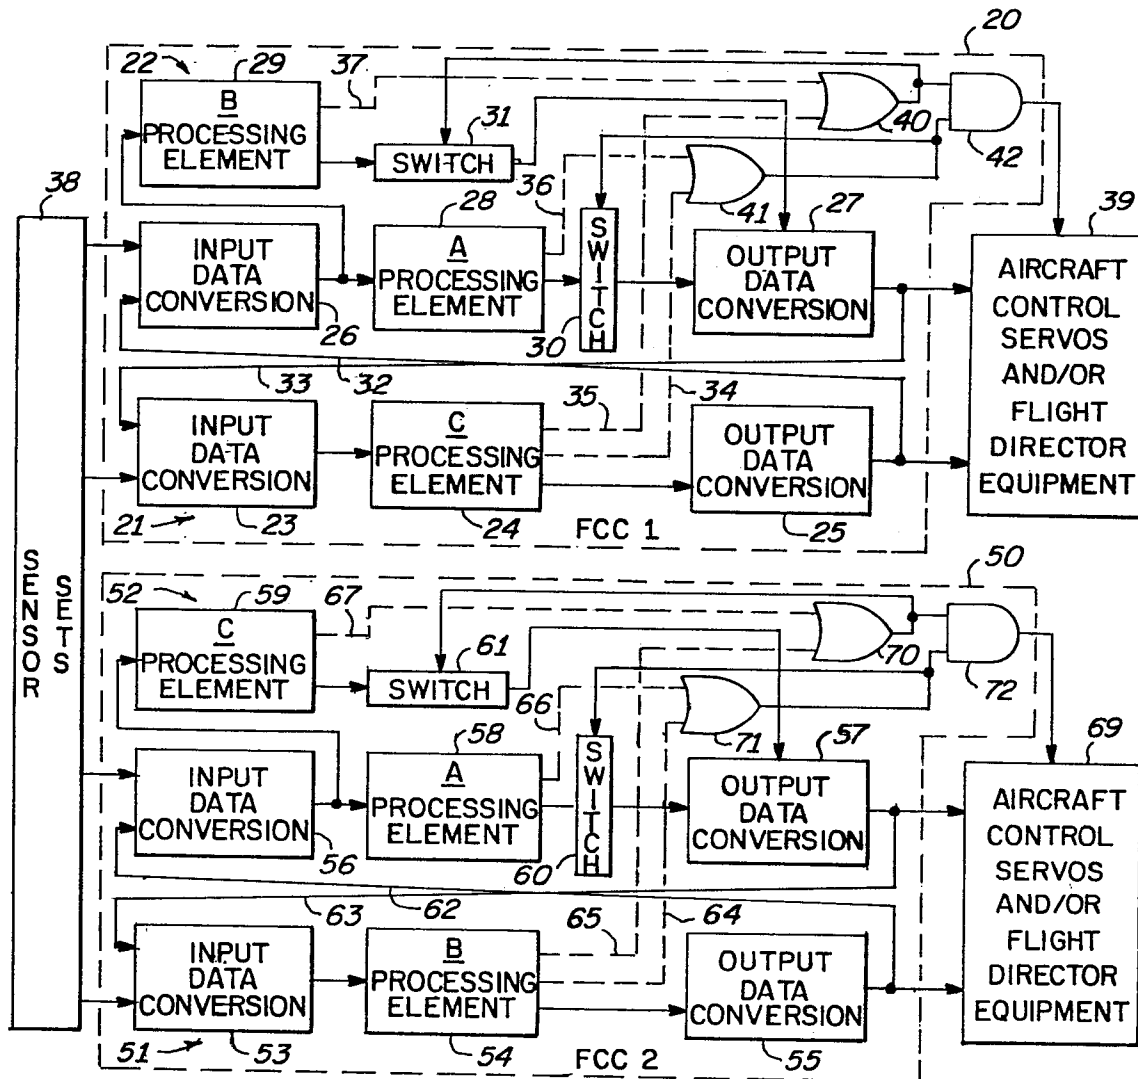 20
22
29
37
B
PROCESSING
ELEMENT
31
SWITCH
40
42
38
36
28
41
27
39
INPUT
DATA
CONVERSION
26
A
PROCESSING
ELEMENT
SWITCH
30
OUTPUT
DATA
CONVERSION
AIRCRAFT
CONTROL
SERVOS
AND/OR
FLIGHT
DIRECTOR
EQUIPMENT
33
32
35
34
INPUT
DATA
CONVERSION
C
PROCESSING
ELEMENT
OUTPUT
DATA
CONVERSION
21
23
24
FCC 1
25
SENSOR
SETS
50
52
59
67
C
PROCESSING
ELEMENT
61
SWITCH
70
72
66
58
71
57
69
INPUT
DATA
CONVERSION
56
A
PROCESSING
ELEMENT
SWITCH
60
OUTPUT
DATA
CONVERSION
AIRCRAFT
CONTROL
SERVOS
AND/OR
FLIGHT
DIRECTOR
EQUIPMENT
63
62
65
64
INPUT
DATA
CONVERSION
B
PROCESSING
ELEMENT
OUTPUT
DATA
CONVERSION
51
53
54
FCC 2
55